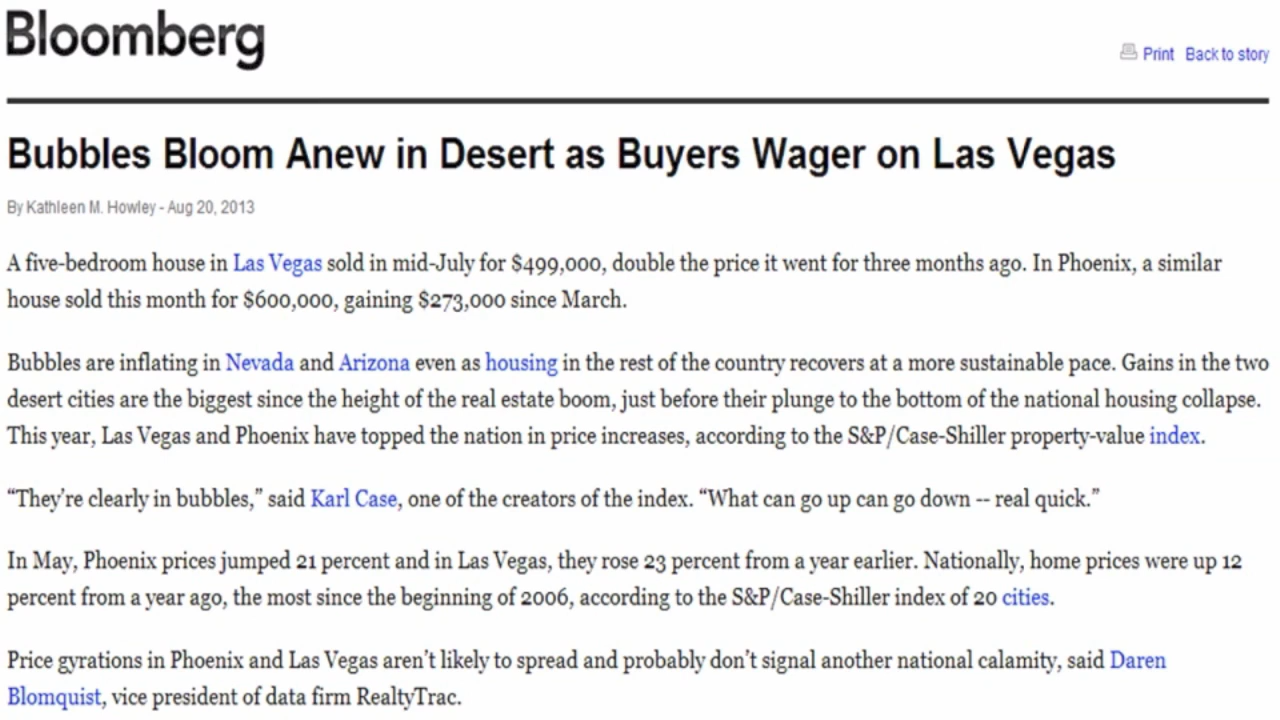 Bloomberg
Print Back to story
Bubbles Bloom Anew in Desert as Buyers Wager on Las Vegas
By Kathleen M. Howley - Aug 20, 2013
A five-bedroom house in Las Vegas sold in mid-July for $499,000, double the price it went for three months ago. In Phoenix, a similar
house sold this month for $600,000, gaining $273,000 since March.
Bubbles are inflating in Nevada and Arizona even as housing in the rest of the country recovers at a more sustainable pace. Gains in the two
desert cities are the biggest since the height of the real estate boom, just before their plunge to the bottom of the national housing collapse.
This year, Las Vegas and Phoenix have topped the nation in price increases, according to the S&P/Case-Shiller property-value index.
“They’re clearly in bubbles,” said Karl Case, one of the creators of the index. “What can go up can go down -- real quick.”
In May, Phoenix prices jumped 21 percent and in Las Vegas, they rose 23 percent from a year earlier. Nationally, home prices were up 12
percent from a year ago, the most since the beginning of 2006, according to the S&P/Case-Shiller index of 20 cities.
Price gyrations in Phoenix and Las Vegas aren’t likely to spread and probably don’t signal another national calamity, said Daren
Blomquist, vice president of data firm RealtyTrac.